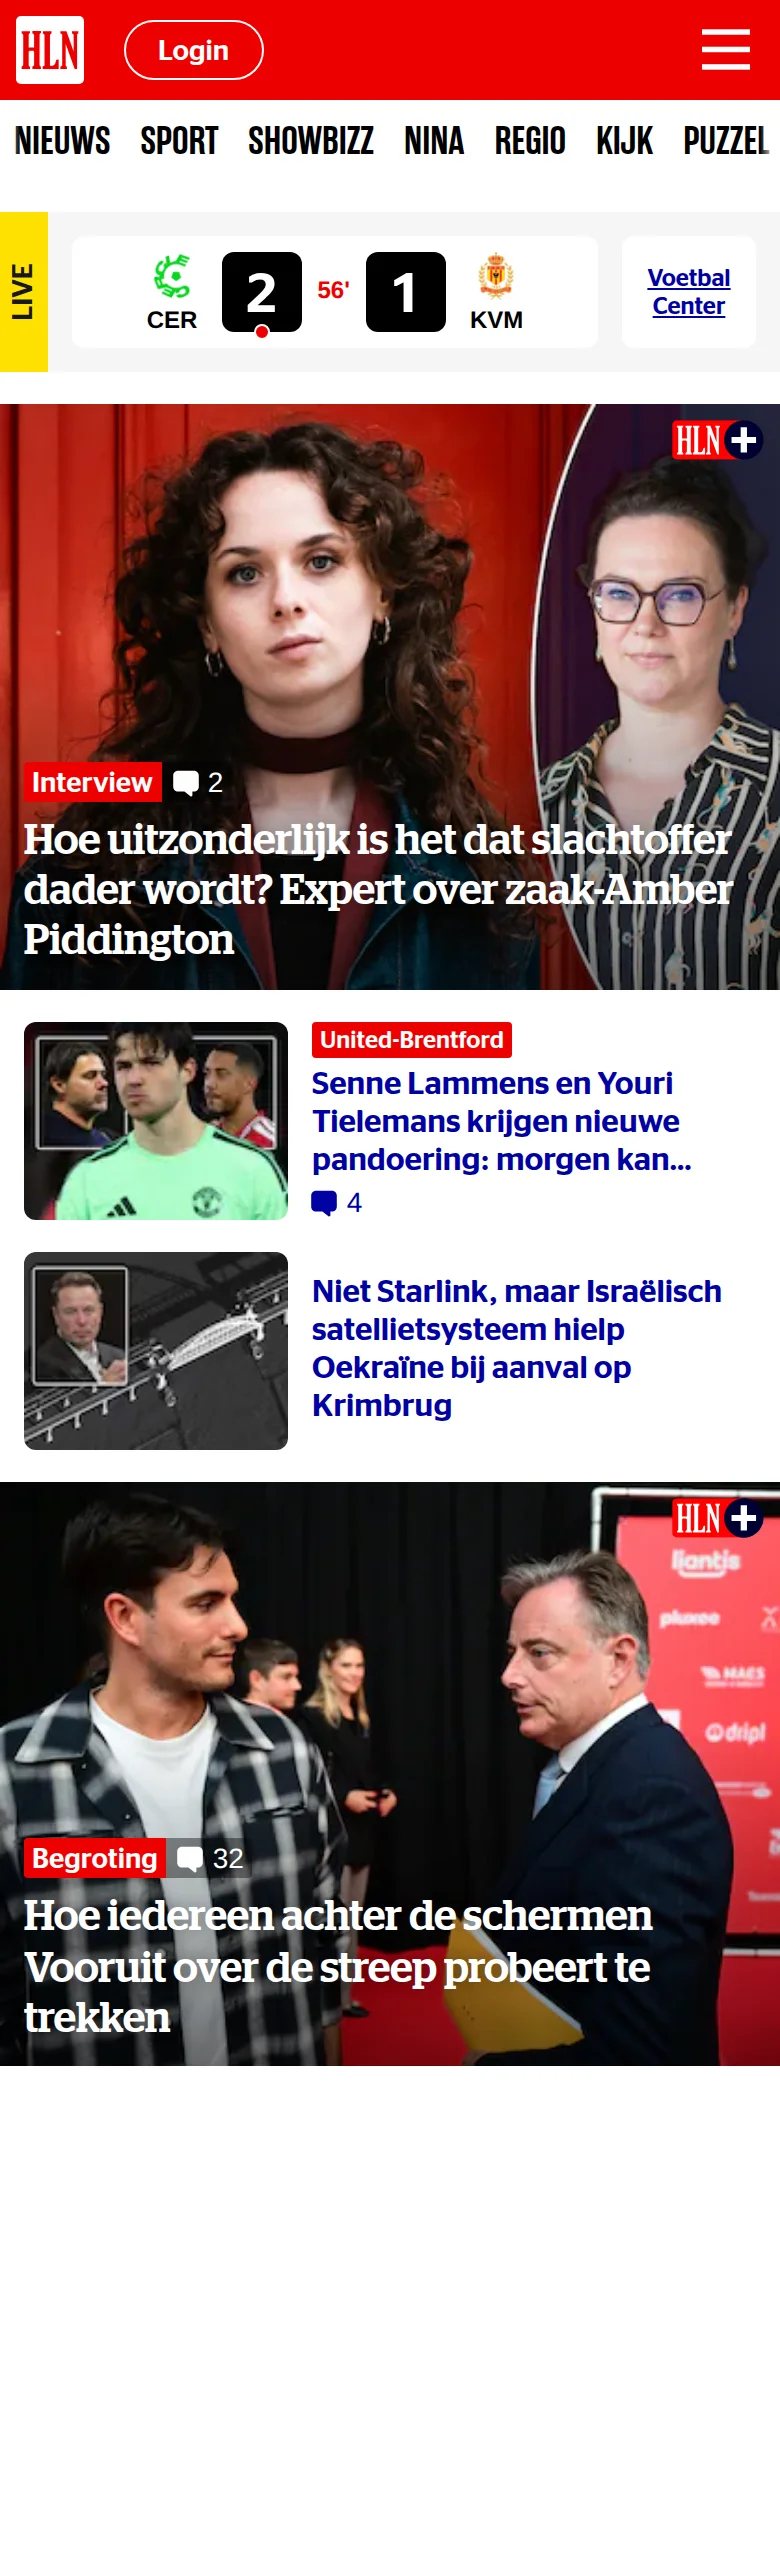 HLN
Login
NIEUWS SPORT SHOWBIZZ NINA REGIO KIJK PUZZEL
LIVE
2 56' 1
CER KVM
Voetbal
Center
HLN+
Interview 2
Hoe uitzonderlijk is het dat slachtoffer
dader wordt? Expert over zaak-Amber
Piddington
United-Brentford
Senne Lammens en Youri
Tielemans krijgen nieuwe
pandoering: morgen kan...
4
Niet Starlink, maar Israëlisch
satellietsysteem hielp
Oekraïne bij aanval op
Krimbrug
HLN+
liantis
pluxee
MAES
dripl
Begroting 32
Hoe iedereen achter de schermen
Vooruit over de streep probeert te
trekken